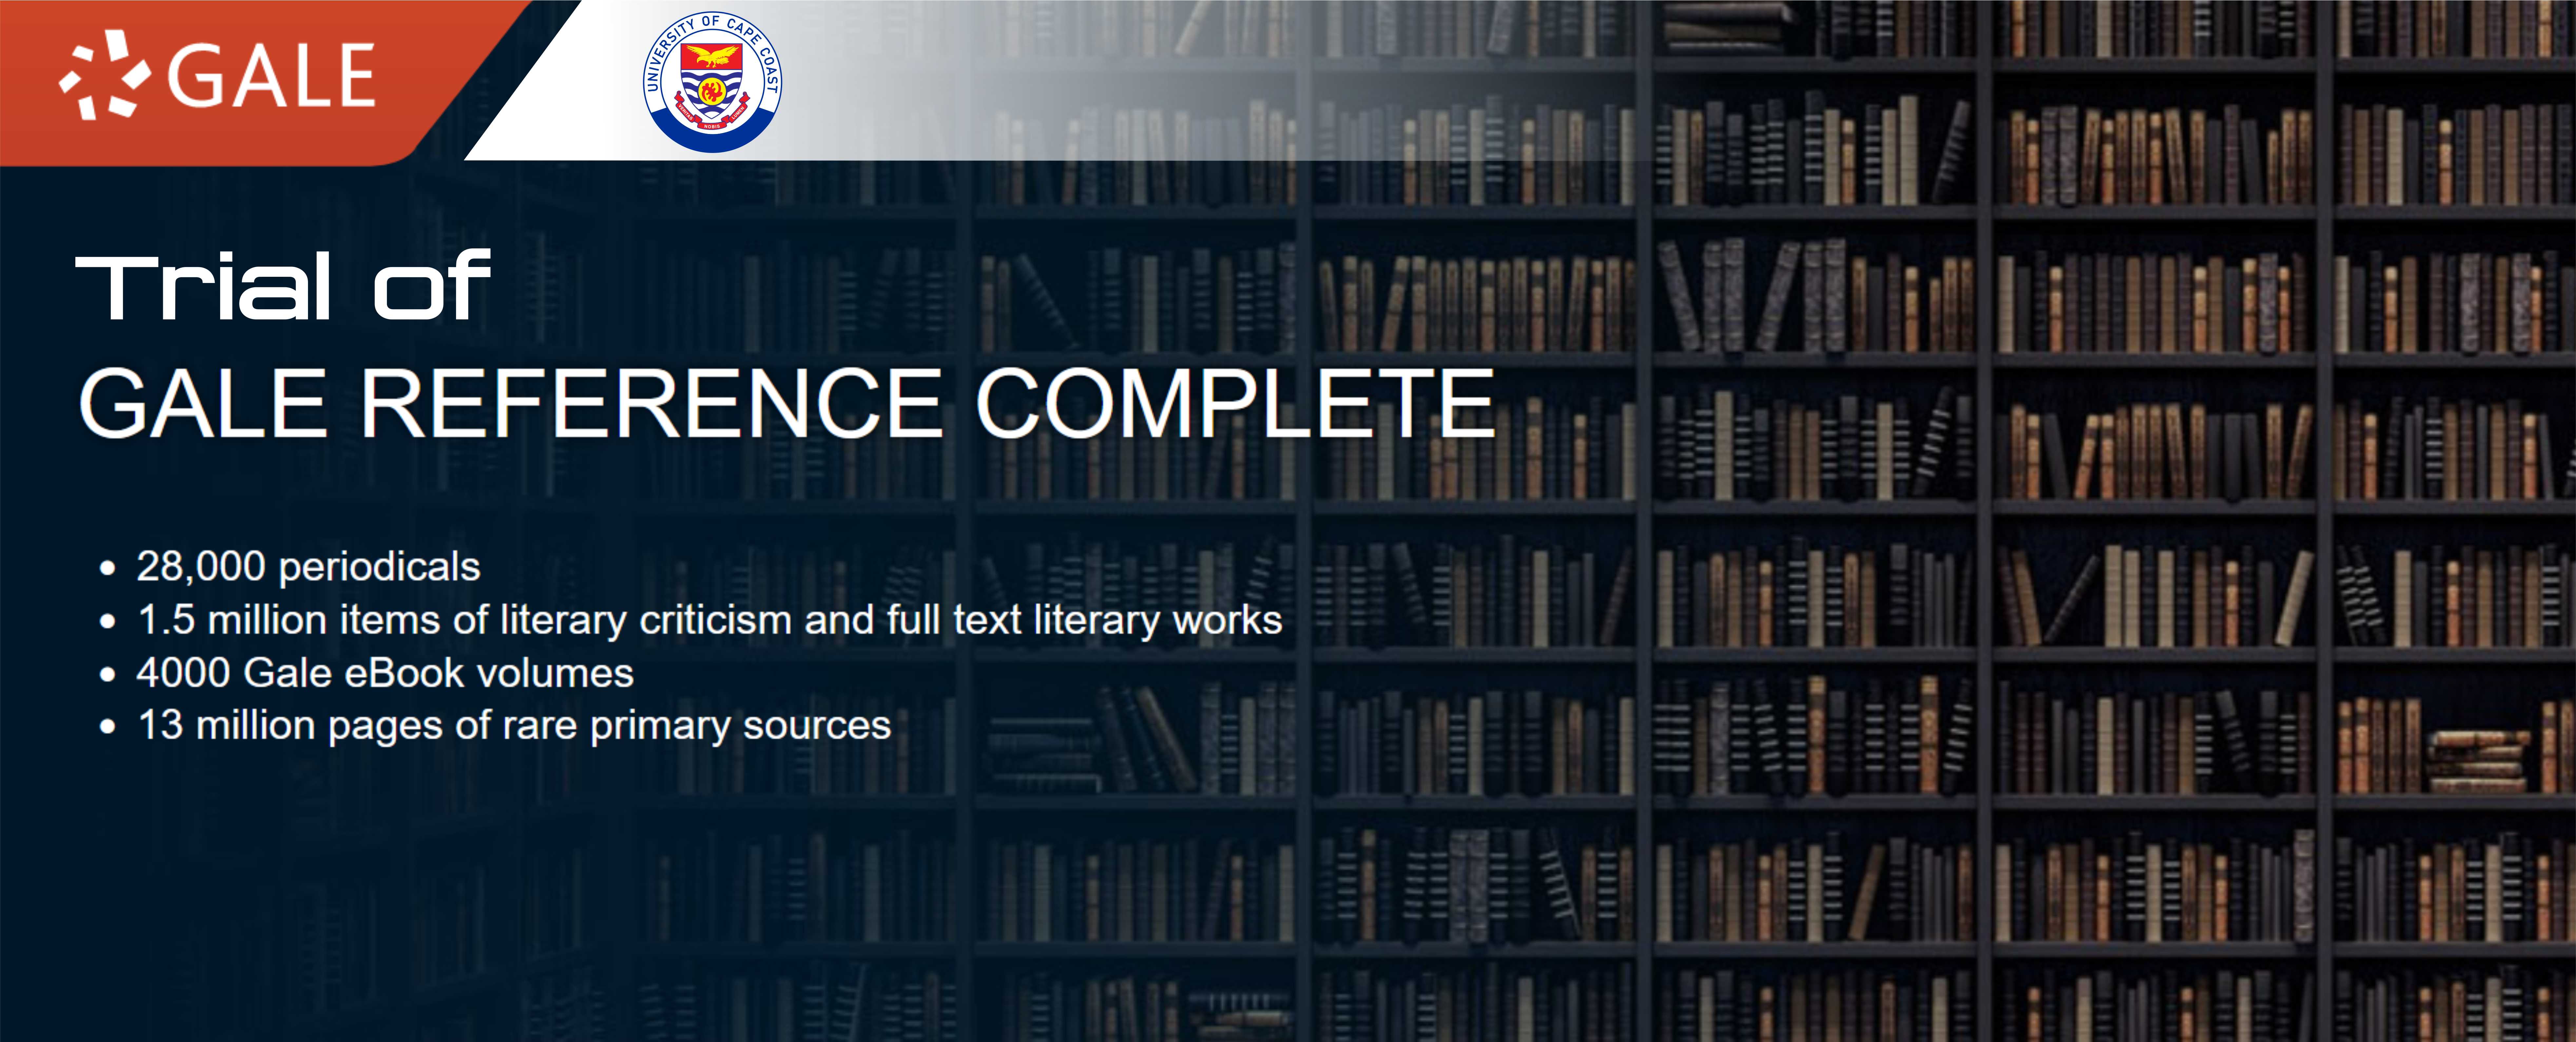 GALE
UNIVERSITY OF CAPE COAST
NOBIS
Trial of
GALE REFERENCE COMPLETE
• 28,000 periodicals
• 1.5 million items of literary criticism and full text literary works
• 4000 Gale eBook volumes
• 13 million pages of rare primary sources